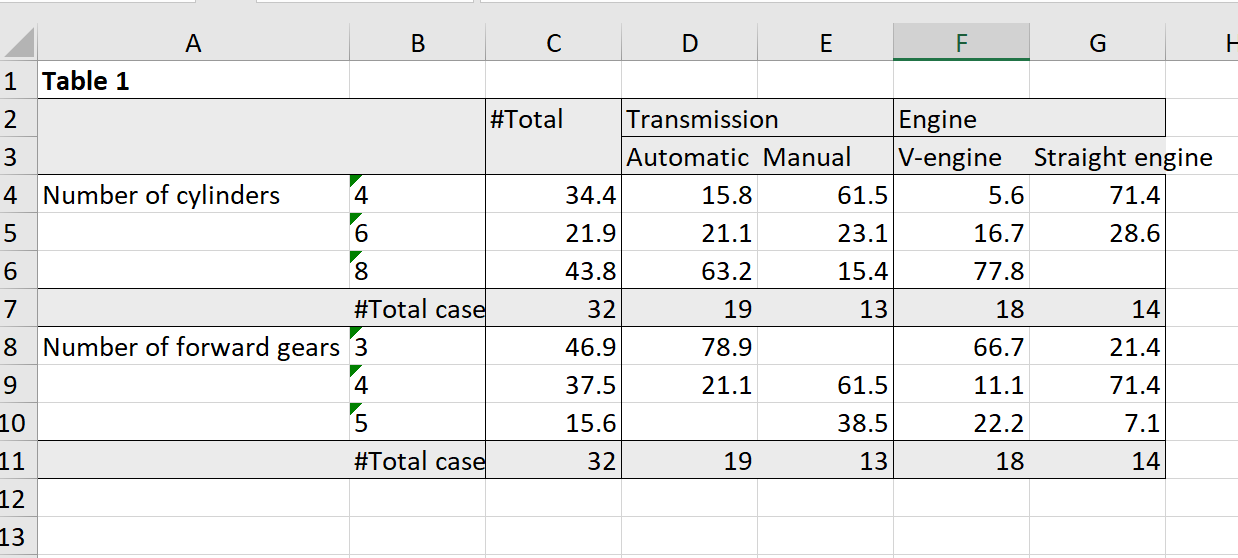 A B C D E F G H
1 Table 1
2 #Total Transmission Engine
3 Automatic Manual V-engine Straight engine
4 Number of cylinders 4 34.4 15.8 61.5 5.6 71.4
5 6 21.9 21.1 23.1 16.7 28.6
6 8 43.8 63.2 15.4 77.8
7 #Total case 32 19 13 18 14
8 Number of forward gears 3 46.9 78.9 66.7 21.4
9 4 37.5 21.1 61.5 11.1 71.4
10 5 15.6 38.5 22.2 7.1
11 #Total case 32 19 13 18 14
12
13